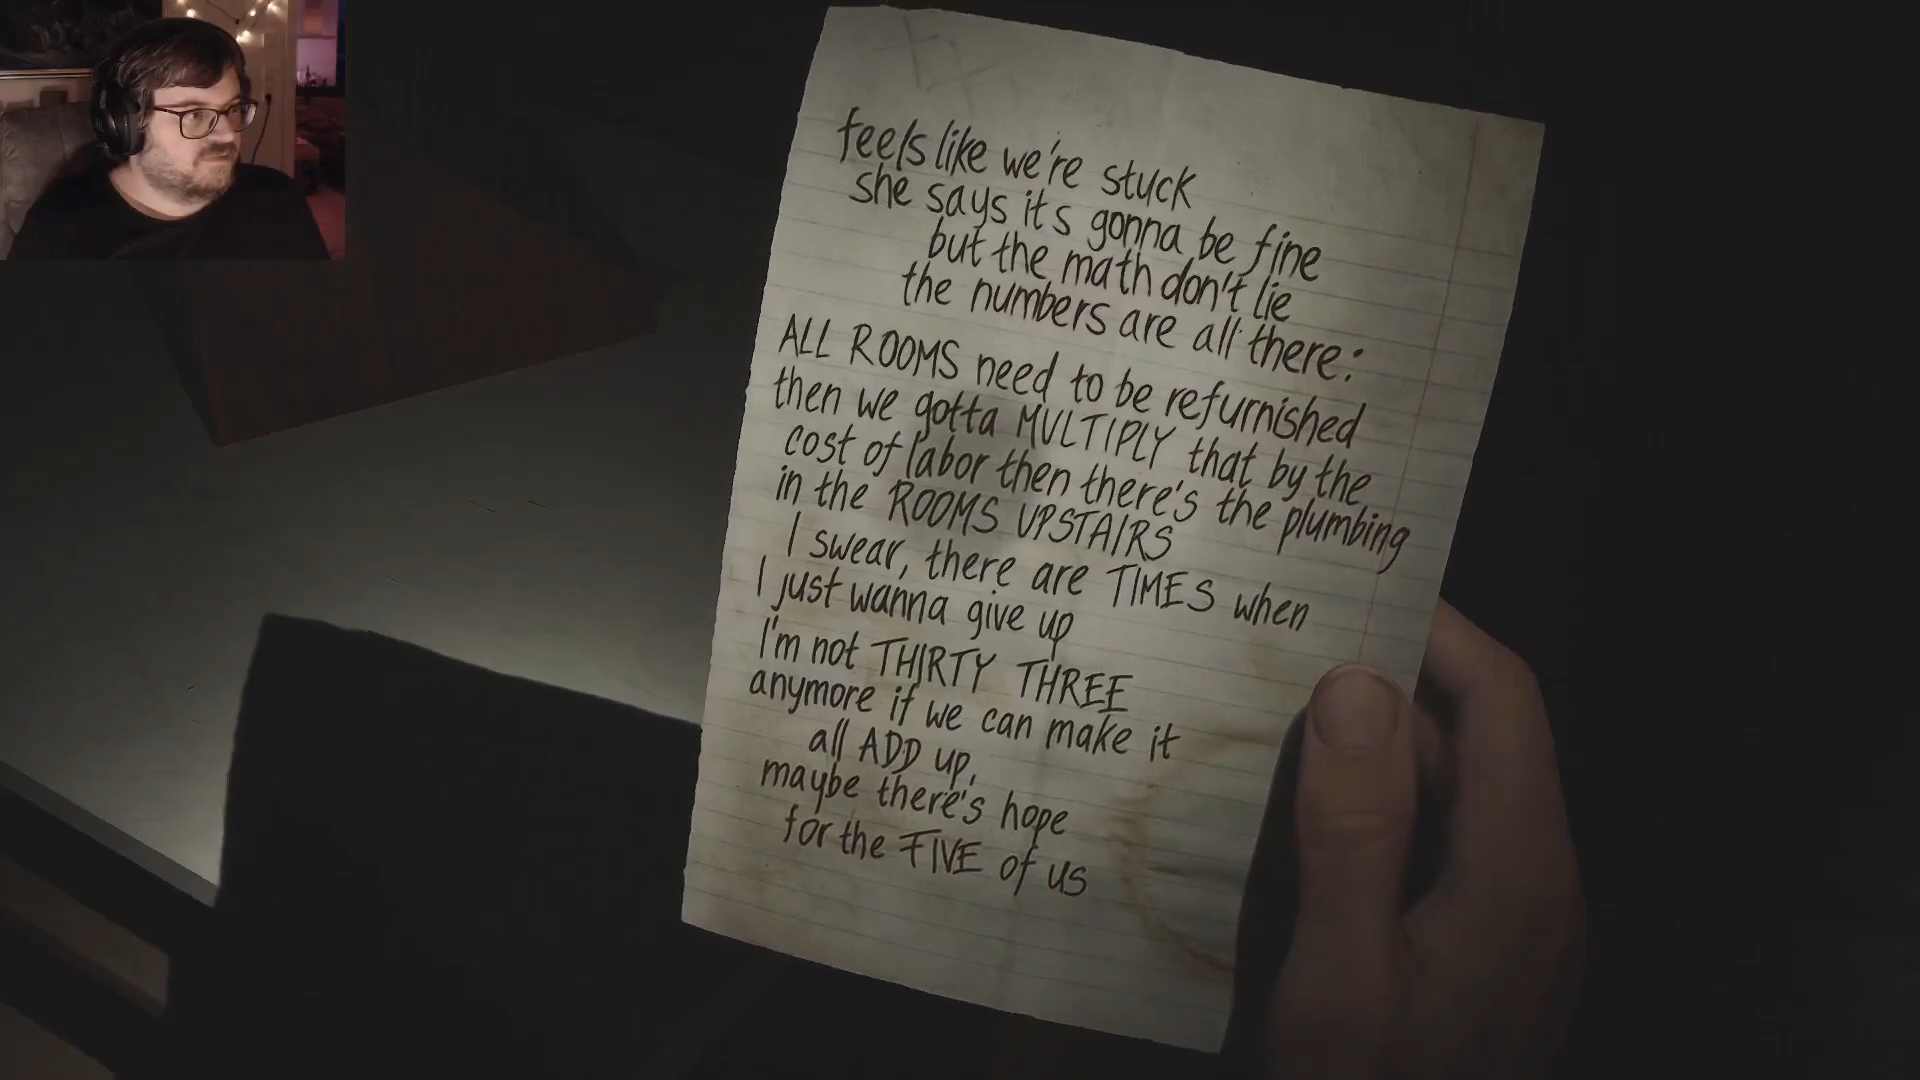 feels like we're stuck
she says it's gonna be fine
but the math don't lie
the numbers are all there:
ALL ROOMS need to be refurnished
then we gotta MULTIPLY that by the
cost of labor then there's the plumbing
in the ROOMS UPSTAIRS
I swear, there are TIMES when
I just wanna give up
I'm not THIRTY THREE
anymore if we can make it
all ADD up,
maybe there's hope
for the FIVE of us